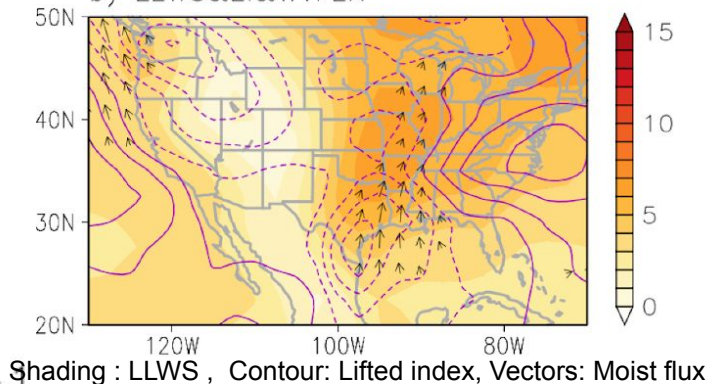 50N
40N
30N
20N
120W
100W
80W
15
10
5
0
Shading : LLWS , Contour: Lifted index, Vectors: Moist flux